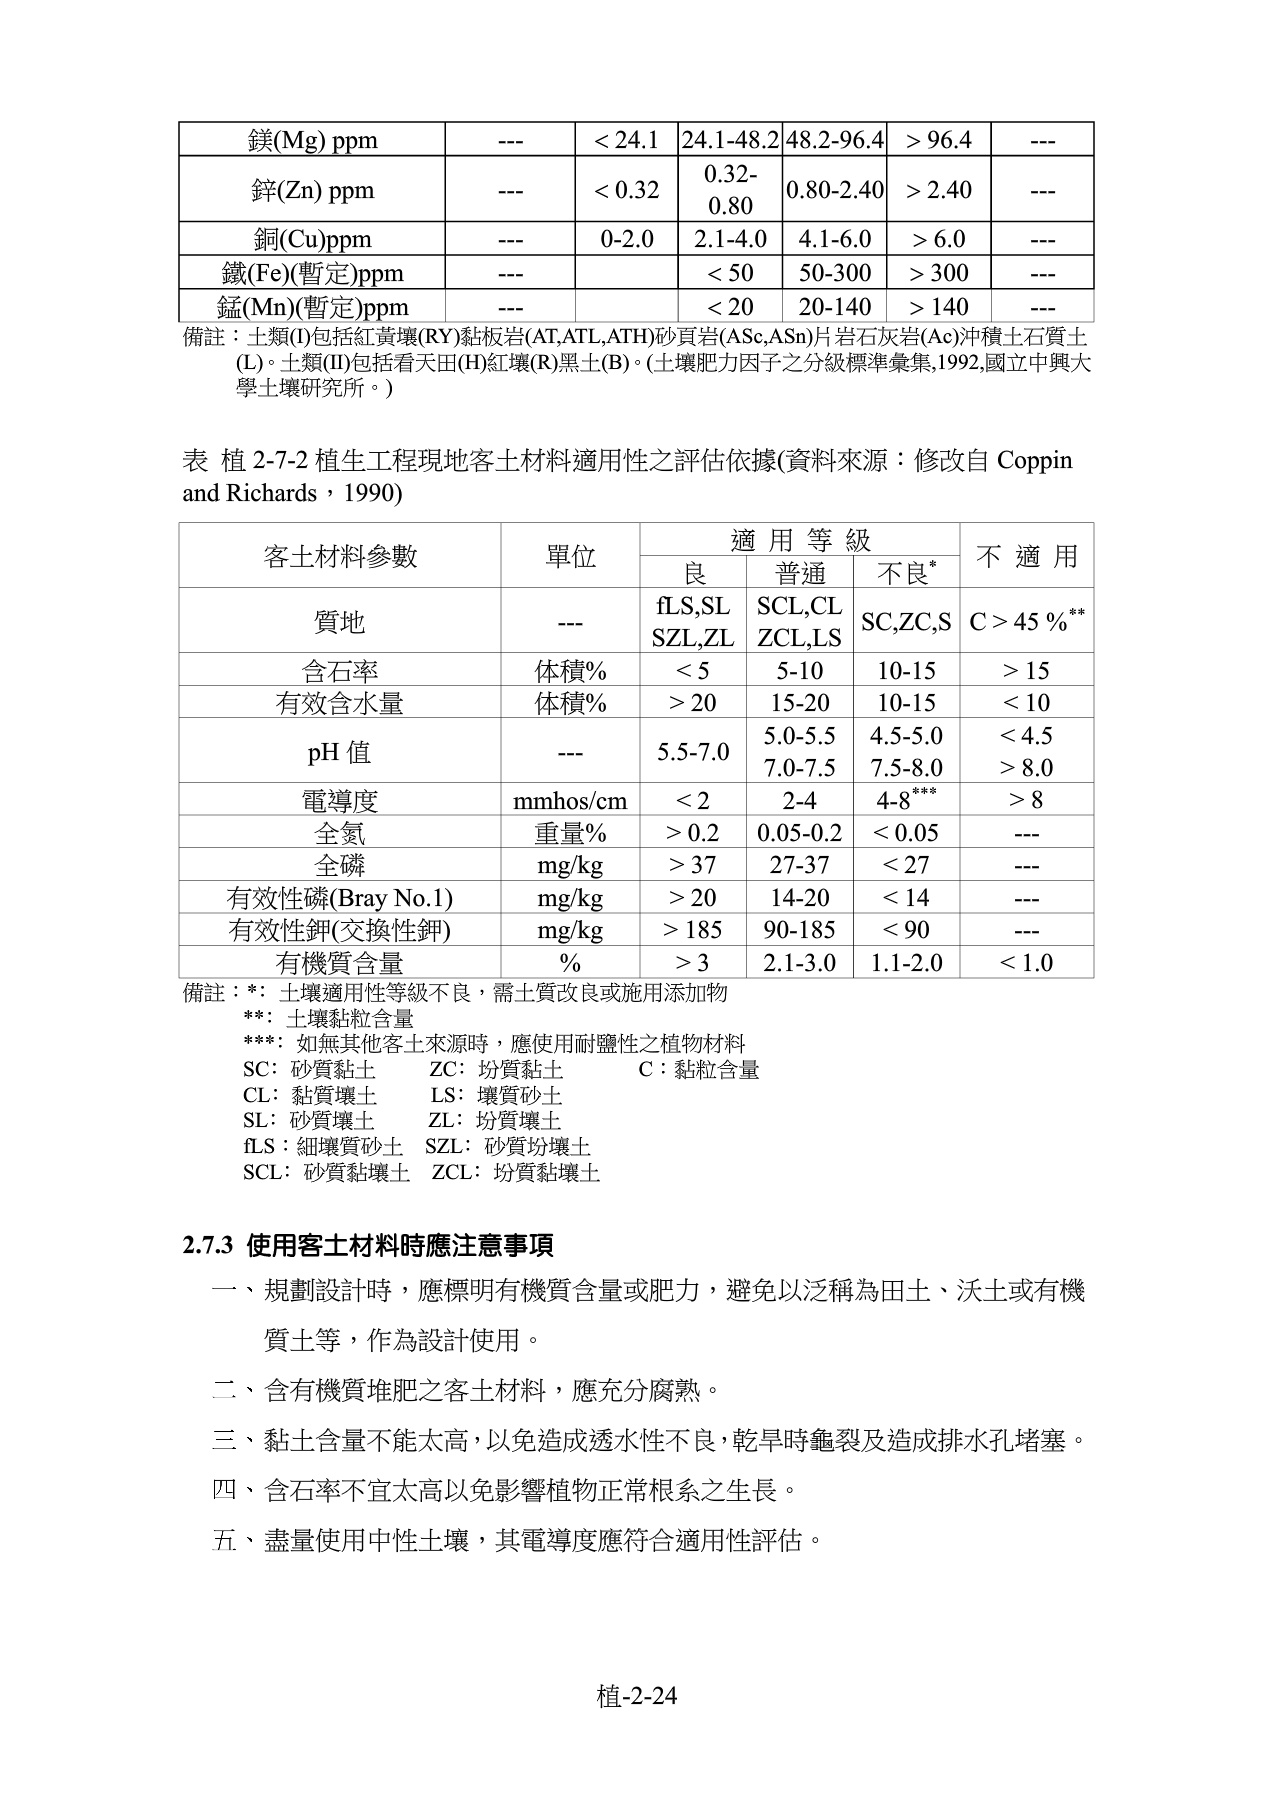 鎂(Mg) ppm --- < 24.1 24.1-48.2 48.2-96.4 > 96.4 ---
鋅(Zn) ppm --- < 0.32 0.32-0.80 0.80-2.40 > 2.40 ---
銅(Cu)ppm --- 0-2.0 2.1-4.0 4.1-6.0 > 6.0 ---
鐵(Fe)(暫定)ppm --- < 50 50-300 > 300 ---
錳(Mn)(暫定)ppm --- < 20 20-140 > 140 ---
備註：土類(I)包括紅黃壤(RY)黏板岩(AT,ATL,ATH)砂頁岩(ASc,ASn)片岩石灰岩(Ac)沖積土石質土
(L)。土類(II)包括看天田(H)紅壤(R)黑土(B)。(土壤肥力因子之分級標準彙集,1992,國立中興大
學土壤研究所。)
表 植 2-7-2 植生工程現地客土材料適用性之評估依據(資料來源：修改自 Coppin
and Richards，1990)
客土材料參數 單位 適 用 等 級 不 適 用
良 普通 不良*
質地 --- fLS,SL SZL,ZL SCL,CL ZCL,LS SC,ZC,S C > 45 %**
含石率 体積% < 5 5-10 10-15 > 15
有效含水量 体積% > 20 15-20 10-15 < 10
pH 值 --- 5.5-7.0 5.0-5.5 7.0-7.5 4.5-5.0 7.5-8.0 < 4.5 > 8.0
電導度 mmhos/cm < 2 2-4 4-8*** > 8
全氮 重量% > 0.2 0.05-0.2 < 0.05 ---
全磷 mg/kg > 37 27-37 < 27 ---
有效性磷(Bray No.1) mg/kg > 20 14-20 < 14 ---
有效性鉀(交換性鉀) mg/kg > 185 90-185 < 90 ---
有機質含量 % > 3 2.1-3.0 1.1-2.0 < 1.0
備註：*: 土壤適用性等級不良，需土質改良或施用添加物
**: 土壤黏粒含量
***: 如無其他客土來源時，應使用耐鹽性之植物材料
SC: 砂質黏土 ZC: 坋質黏土 C：黏粒含量
CL: 黏質壤土 LS: 壤質砂土
SL: 砂質壤土 ZL: 坋質壤土
fLS：細壤質砂土 SZL: 砂質坋壤土
SCL: 砂質黏壤土 ZCL: 坋質黏壤土
2.7.3 使用客土材料時應注意事項
一、規劃設計時，應標明有機質含量或肥力，避免以泛稱為田土、沃土或有機
質土等，作為設計使用。
二、含有機質堆肥之客土材料，應充分腐熟。
三、黏土含量不能太高，以免造成透水性不良，乾旱時龜裂及造成排水孔堵塞。
四、含石率不宜太高以免影響植物正常根系之生長。
五、盡量使用中性土壤，其電導度應符合適用性評估。
植-2-24